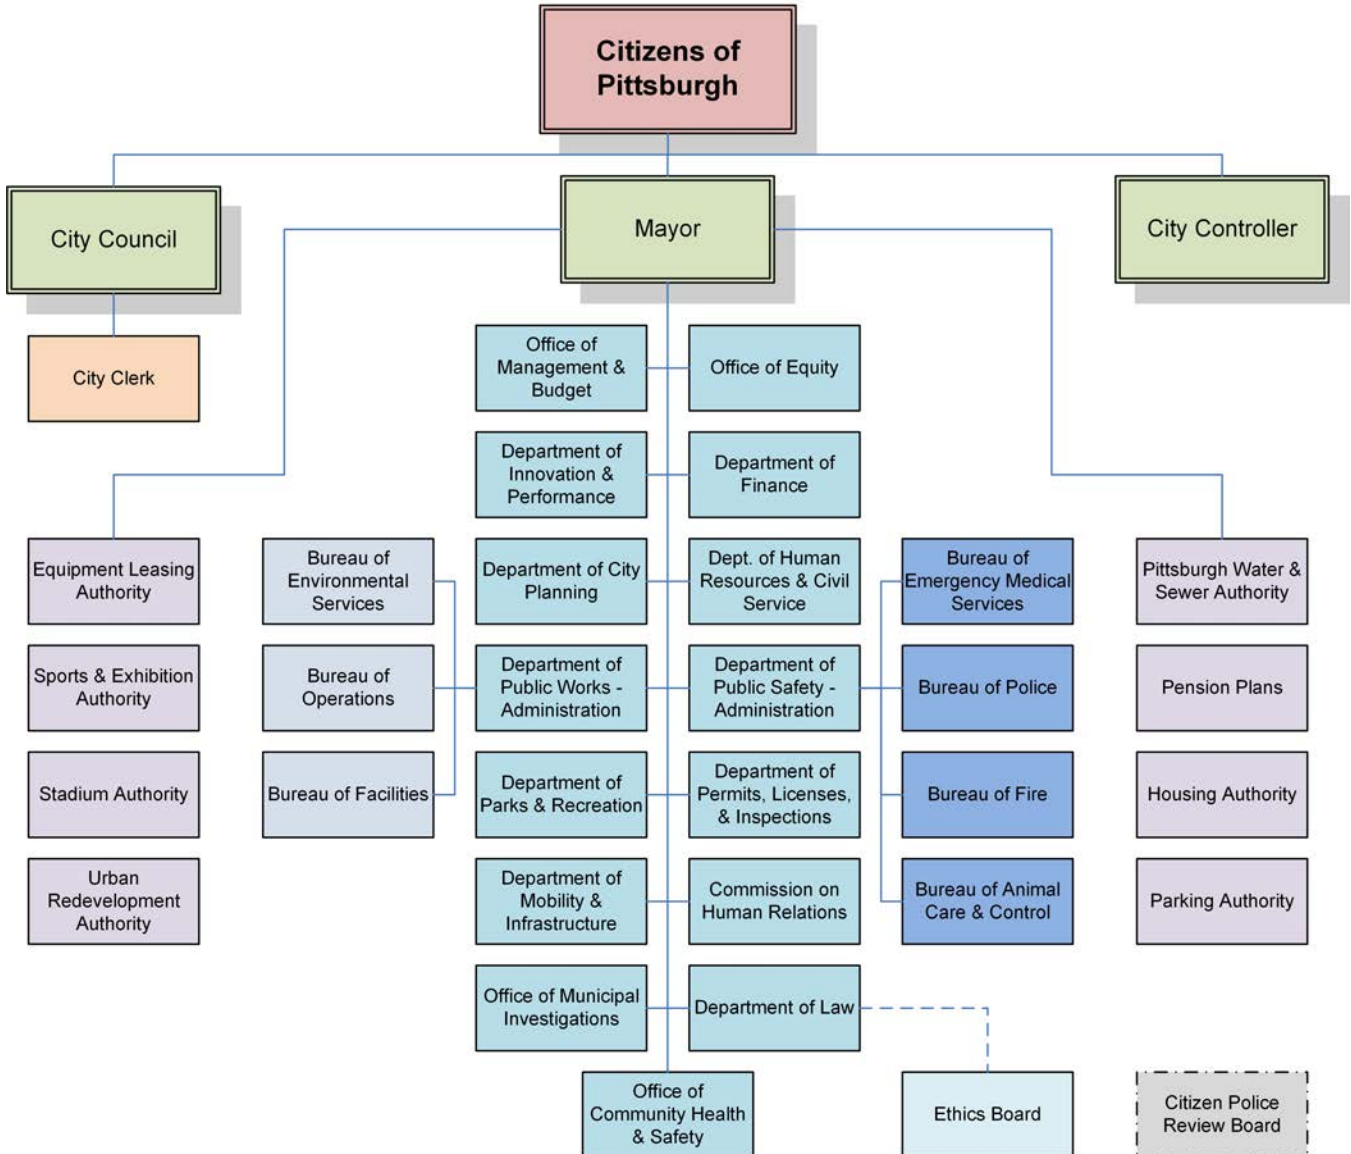 Citizens of
Pittsburgh
City Council
Mayor
City Controller
City Clerk
Office of
Management &
Budget
Office of Equity
Department of
Innovation &
Performance
Department of
Finance
Equipment Leasing
Authority
Bureau of
Environmental
Services
Department of City
Planning
Dept. of Human
Resources & Civil
Service
Bureau of
Emergency Medical
Services
Pittsburgh Water &
Sewer Authority
Sports & Exhibition
Authority
Bureau of
Operations
Department of
Public Works -
Administration
Department of
Public Safety -
Administration
Bureau of Police
Pension Plans
Stadium Authority
Bureau of Facilities
Department of
Parks & Recreation
Department of
Permits, Licenses,
& Inspections
Bureau of Fire
Housing Authority
Urban
Redevelopment
Authority
Department of
Mobility &
Infrastructure
Commission on
Human Relations
Bureau of Animal
Care & Control
Parking Authority
Office of Municipal
Investigations
Department of Law
Office of
Community Health
& Safety
Ethics Board
Citizen Police
Review Board